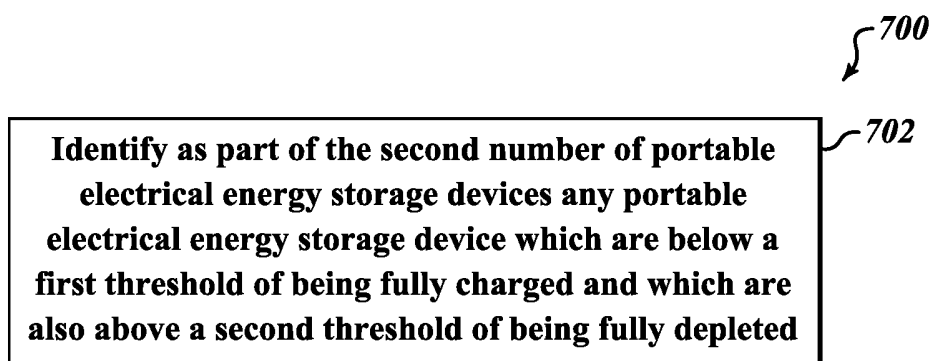 700
702
Identify as part of the second number of portable
electrical energy storage devices any portable
electrical energy storage device which are below a
first threshold of being fully charged and which are
also above a second threshold of being fully depleted